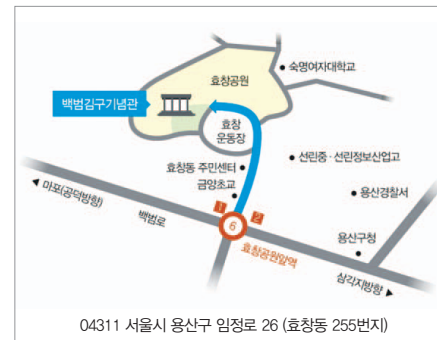 효창공원
숙명여자대학교
백범김구기념관
효창
운동장
효창동 주민센터
선린중·선린정보산업고
금양초교
용산경찰서
◀ 마포(공덕방향)
백범로
1
2
6
용산구청
효창공원앞역
삼각지방향 ▶
04311 서울시 용산구 임정로 26 (효창동 255번지)